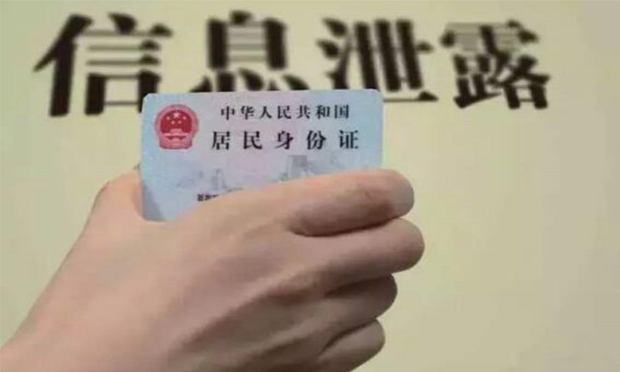 信息泄露
中华人民共和国
居民身份证